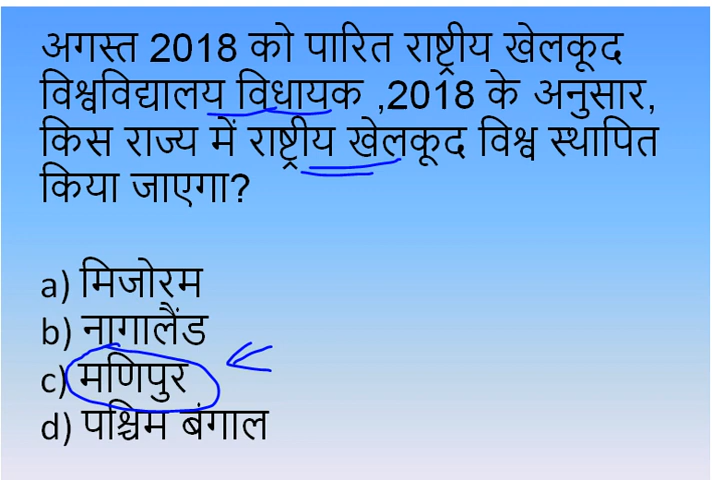 अगस्त 2018 को पारित राष्ट्रीय खेलकूद
विश्वविद्यालय विधायक ,2018 के अनुसार,
किस राज्य में राष्ट्रीय खेलकूद विश्व स्थापित
किया जाएगा?
a) मिजोरम
b) नागालैंड
c) मणिपुर
d) पश्चिम बंगाल